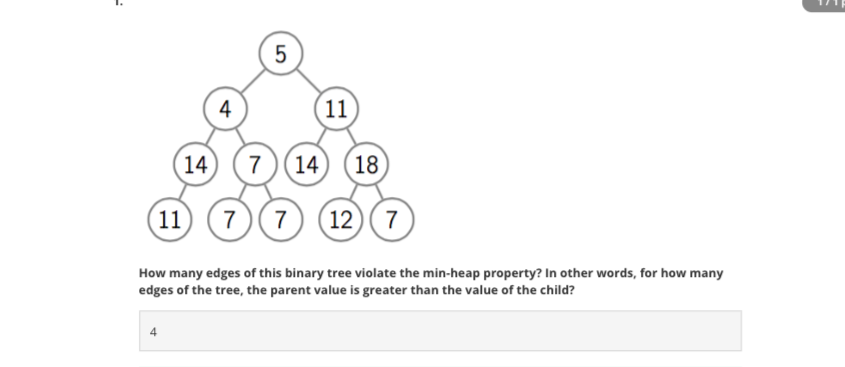 1.
5
4 11
14 7 14 18
11 7 7 12 7
How many edges of this binary tree violate the min-heap property? In other words, for how many
edges of the tree, the parent value is greater than the value of the child?
4